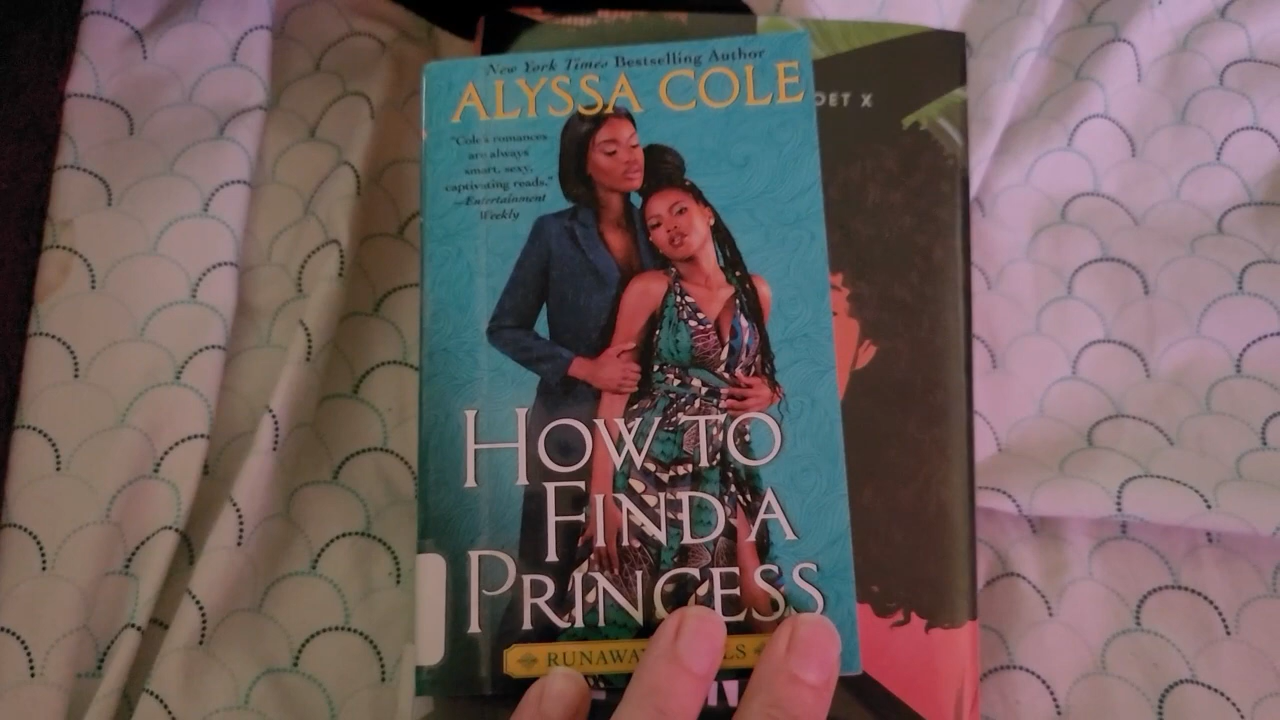 New York Times Bestselling Author
ALYSSA COLE
"Cole's romances
are always
smart, sexy,
captivating reads."
—Entertainment
Weekly
HOW TO
FIND A
PRINCESS
OET X